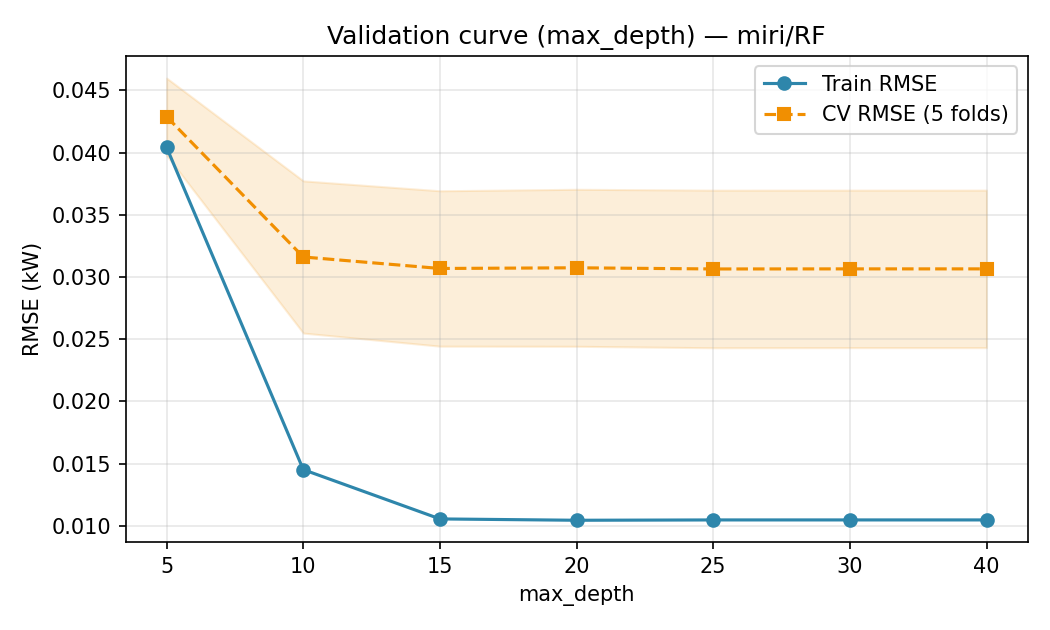 Validation curve (max_depth) — miri/RF
Train RMSE
CV RMSE (5 folds)
RMSE (kW)
0.045
0.040
0.035
0.030
0.025
0.020
0.015
0.010
5 10 15 20 25 30 40
max_depth